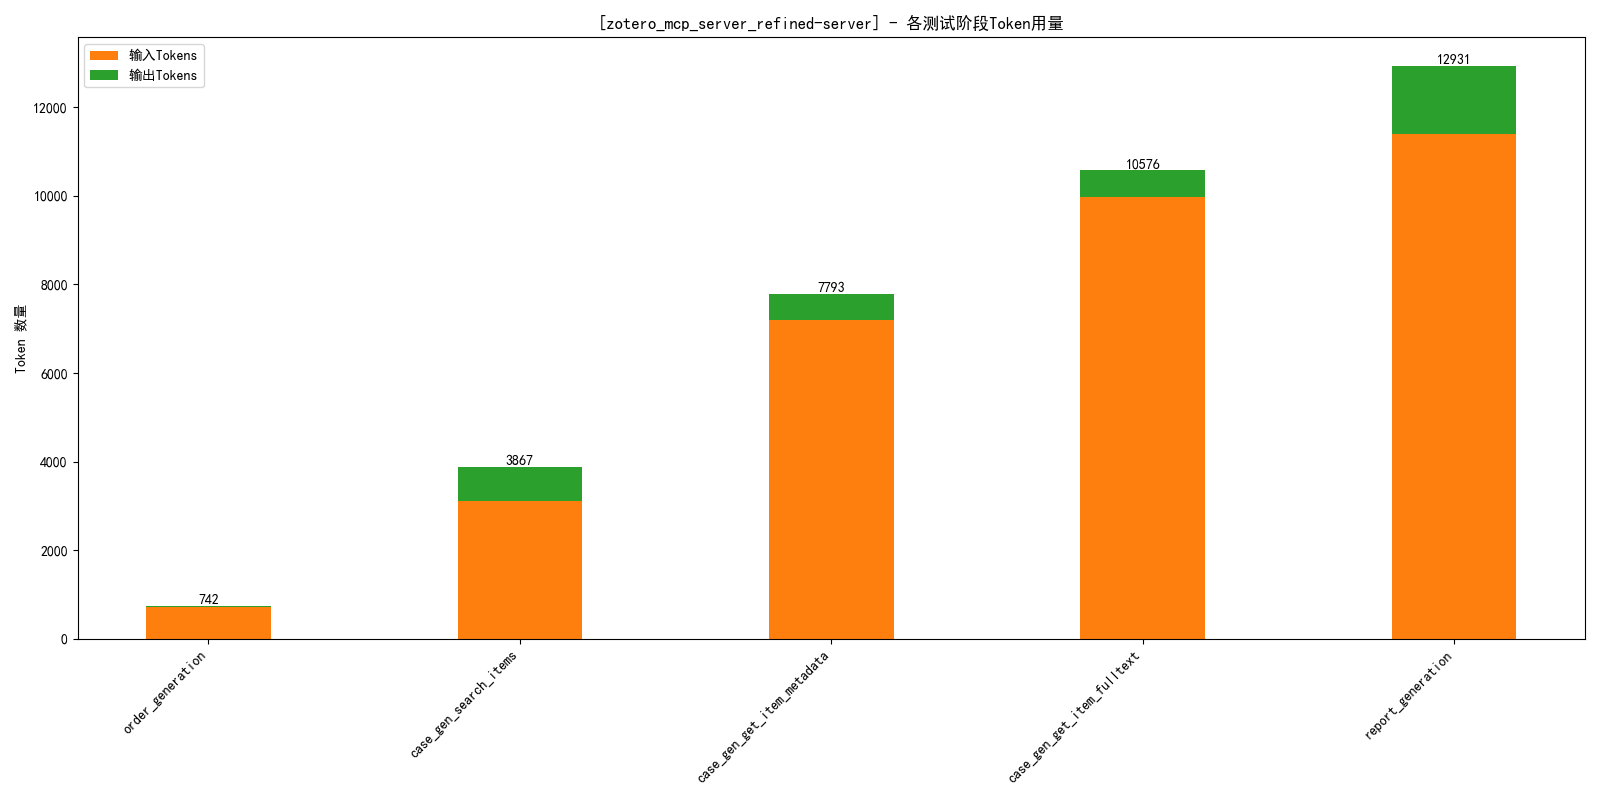 [zotero_mcp_server_refined-server] - 各测试阶段Token用量
输入Tokens
输出Tokens
Token 数量
12000
10000
8000
6000
4000
2000
0
742
3867
7793
10576
12931
order_generation
case_gen_search_items
case_gen_get_item_metadata
case_gen_get_item_fulltext
report_generation